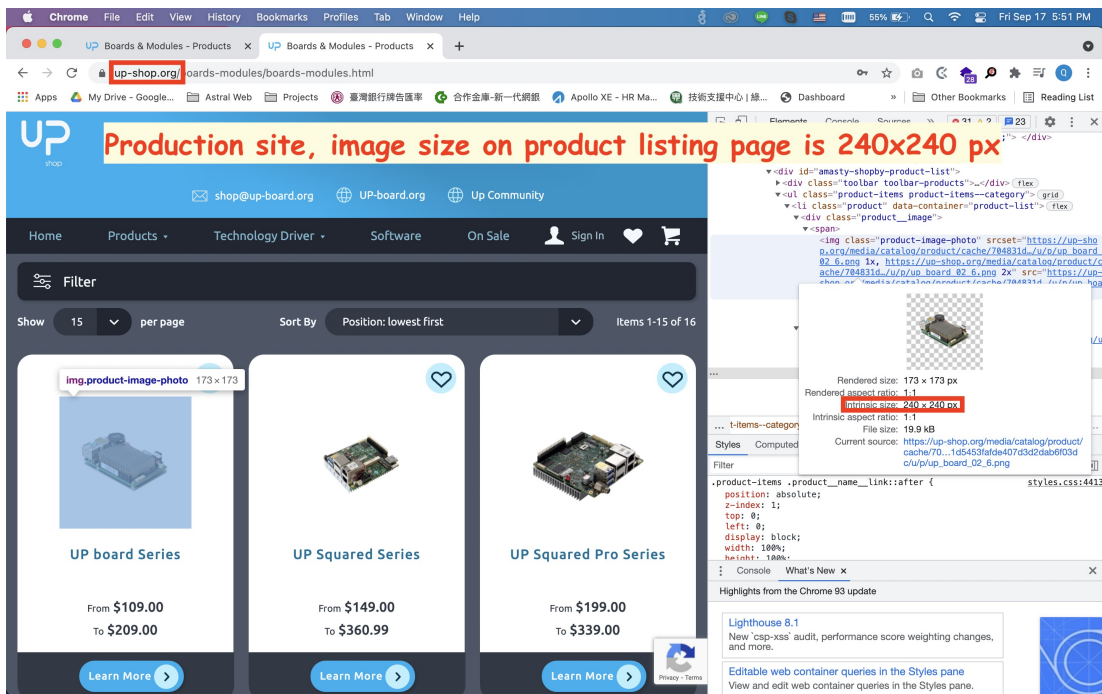 Chrome File Edit View History Bookmarks Profiles Tab Window Help 55% Fri Sep 17 5:51 PM
UP Boards & Modules - Products × UP Boards & Modules - Products × +
up-shop.org/boards-modules/boards-modules.html
Apps My Drive - Google... Astral Web Projects 臺灣銀行牌告匯率 合作金庫-新一代網銀 Apollo XE - HR Ma... 技術支援中心 | 綠... Dashboard » Other Bookmarks Reading List
UP
shop
Production site, image size on product listing page is 240x240 px
shop@up-board.org UP-board.org Up Community
Home Products Technology Driver Software On Sale Sign In
Filter
Show 15 per page Sort By Position: lowest first Items 1-15 of 16
img.product-image-photo 173 × 173
UP board Series
From $109.00
To $209.00
Learn More
UP Squared Series
From $149.00
To $360.99
Learn More
UP Squared Pro Series
From $199.00
To $339.00
Learn More
Privacy - Terms
Elements Console Sources » 31 2 23
"> </div>
<div id="amasty-shopby-product-list">
<div class="toolbar toolbar-products">…</div> flex
<ul class="product-items product-items--category"> grid
<li class="product" data-container="product-list"> flex
<div class="product__image">
<span>
<img class="product-image-photo" srcset="https://up-sho
p.org/media/catalog/product/cache/704831d…/u/p/up_board_
02_6.png 1x, https://up-shop.org/media/catalog/product/c
ache/704831d…/u/p/up_board_02_6.png 2x" src="https://up-
Rendered size: 173 × 173 px
Rendered aspect ratio: 1:1
Intrinsic size: 240 × 240 px
Intrinsic aspect ratio: 1:1
File size: 19.9 kB
Current source: https://up-shop.org/media/catalog/product/
cache/70…1d5453fafde407d3d2dab6f03d
c/u/p/up_board_02_6.png
... t-items--category
Styles Computed
Filter
.product-items .product__name__link::after { styles.css:4413
position: absolute;
z-index: 1;
top: 0;
left: 0;
display: block;
width: 100%;
height: 100%;
Console What's New ×
Highlights from the Chrome 93 update
Lighthouse 8.1
New `csp-xss` audit, performance score weighting changes,
and more.
Editable web container queries in the Styles pane
View and edit web container queries in the Styles pane.